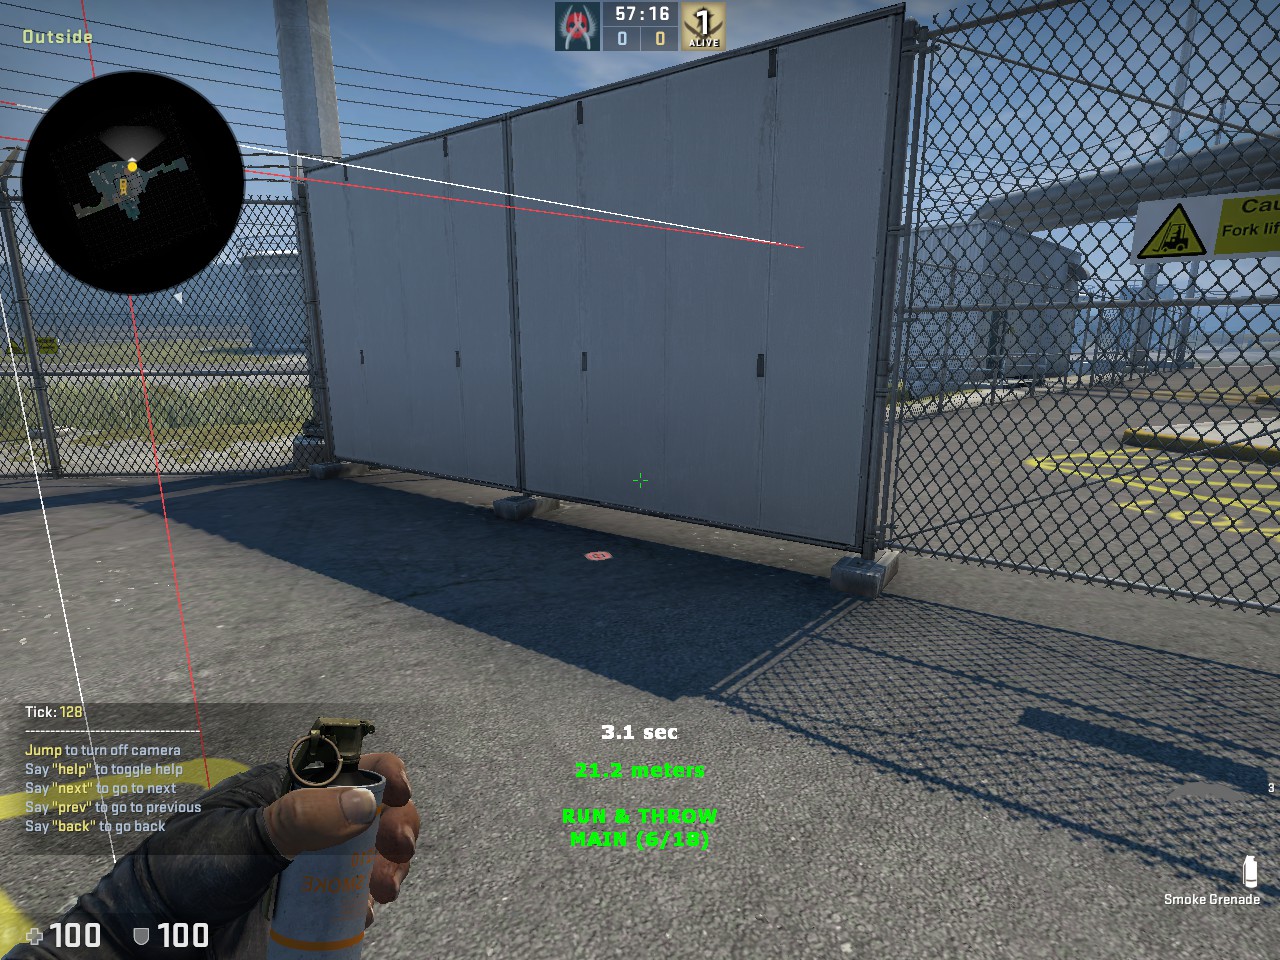 Outside
57:16
0 0
1
ALIVE
Cau
Fork lif
Tick: 128
Jump to turn off camera
Say "help" to toggle help
Say "next" to go to next
Say "prev" to go to previous
Say "back" to go back
3.1 sec
21.2 meters
RUN & THROW
MAIN (6/18)
3
Smoke Grenade
100 100